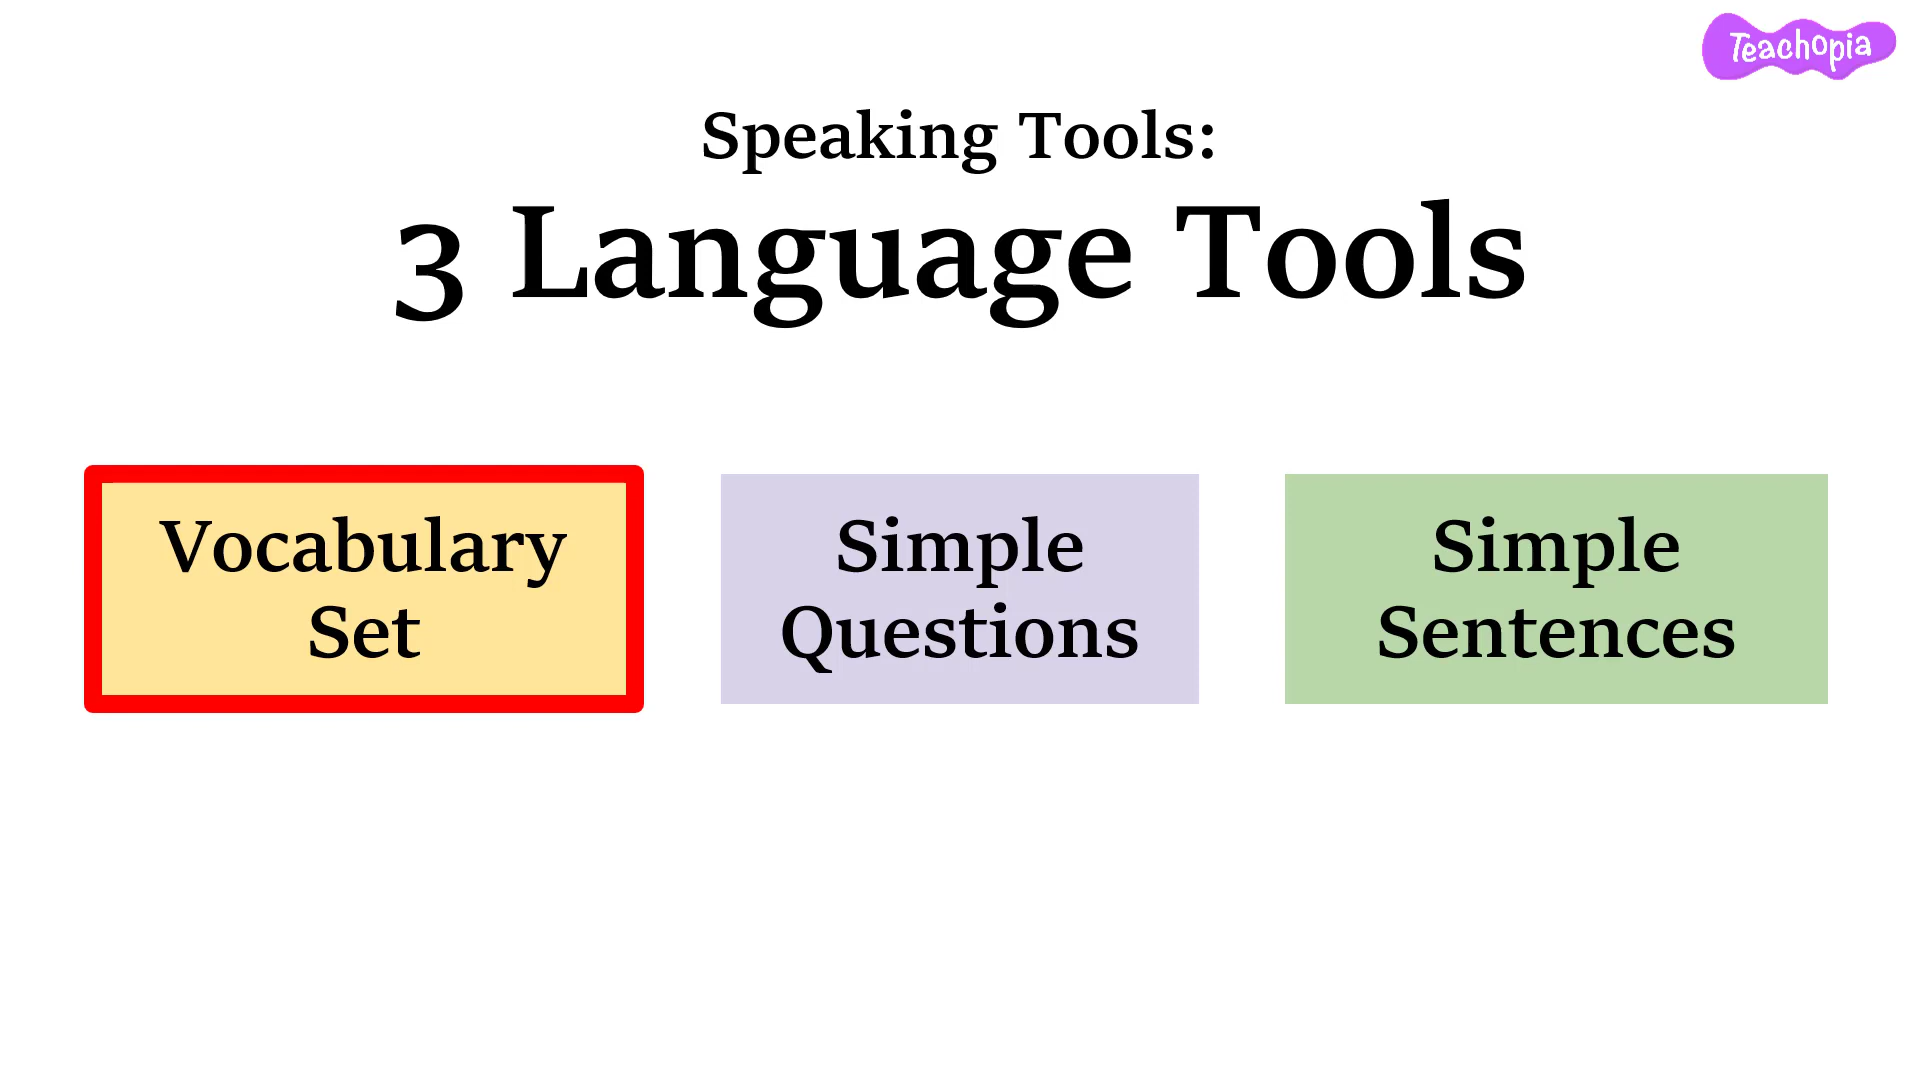 Teachopia
Speaking Tools:
3 Language Tools
Vocabulary
Set
Simple
Questions
Simple
Sentences